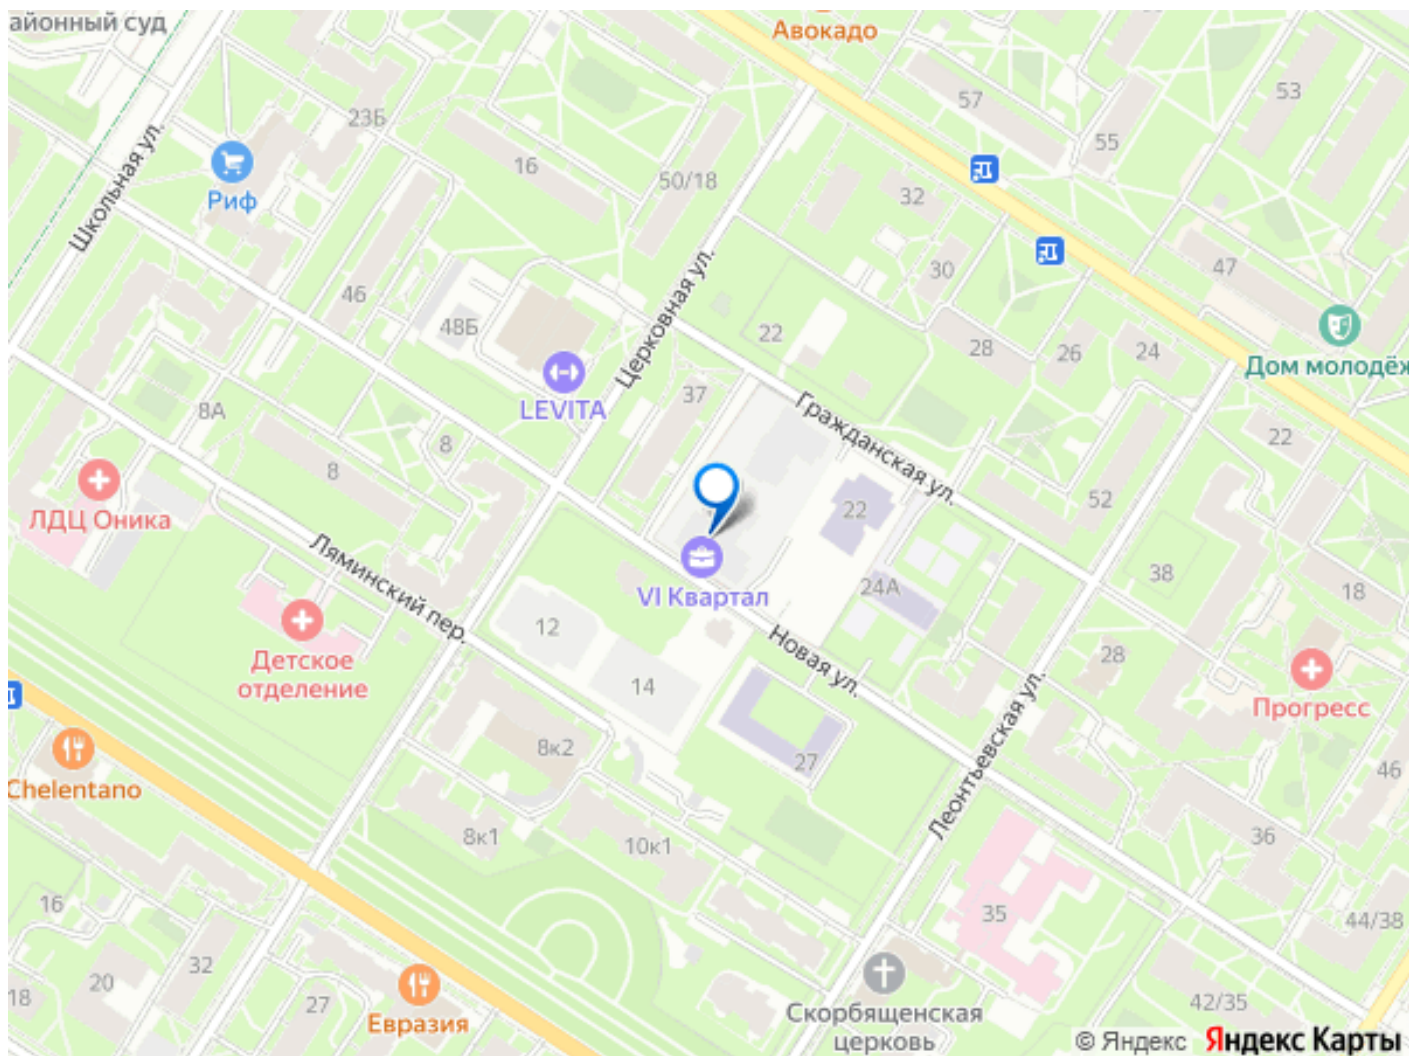 айонный суд
Авокадо
57
53
23Б
55
Школьная ул.
16
50/18
32
Риф
30
47
46
Церковная ул.
48Б
22
28
26
24
Дом молодёж
37
LEVITA
8А
Гражданская ул.
22
8
8
52
22
ЛДЦ Оника
38
VI Квартал
24А
18
Ляминский пер.
12
Новая ул.
28
Детское
отделение
14
Прогресс
Леонтьевская ул.
8к2
27
46
Chelentano
8к1
10к1
36
16
35
44/38
32
20
18
27
42/35
Евразия
Скорбященская
церковь
© Яндекс Яндекс Карты